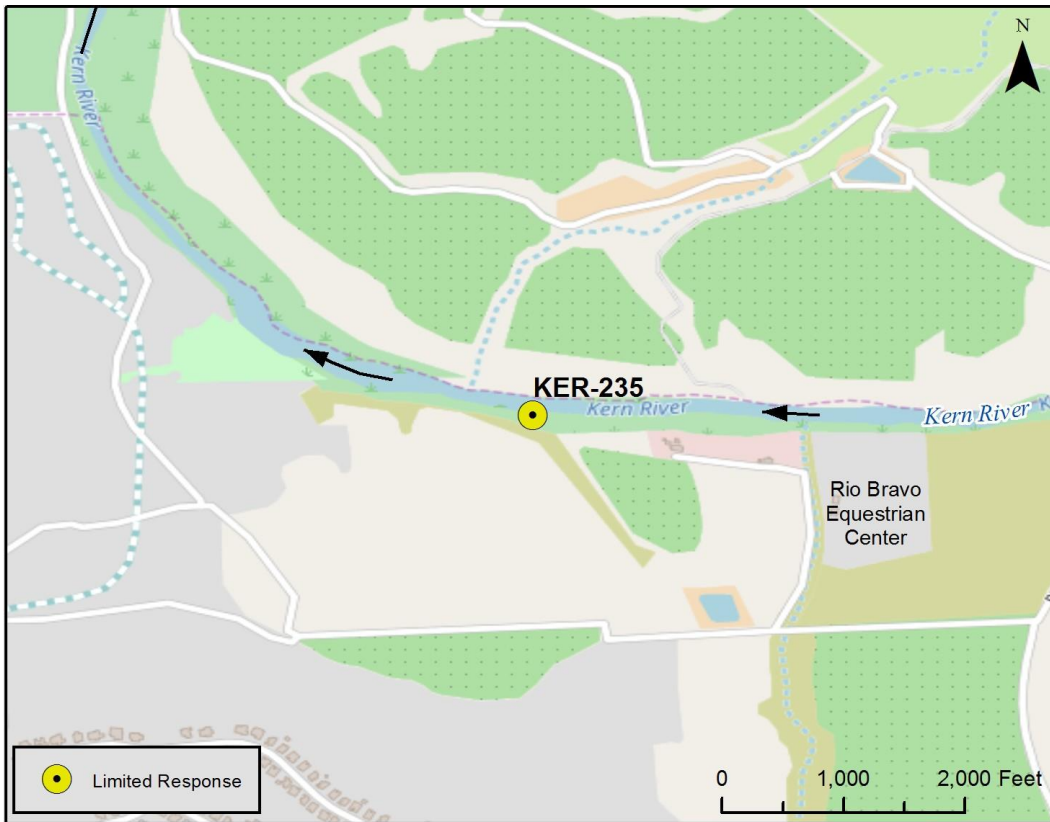 N
Kern River
KER-235
Kern River
Kern River
K
Rio Bravo
Equestrian
Center
Limited Response
0 1,000 2,000 Feet